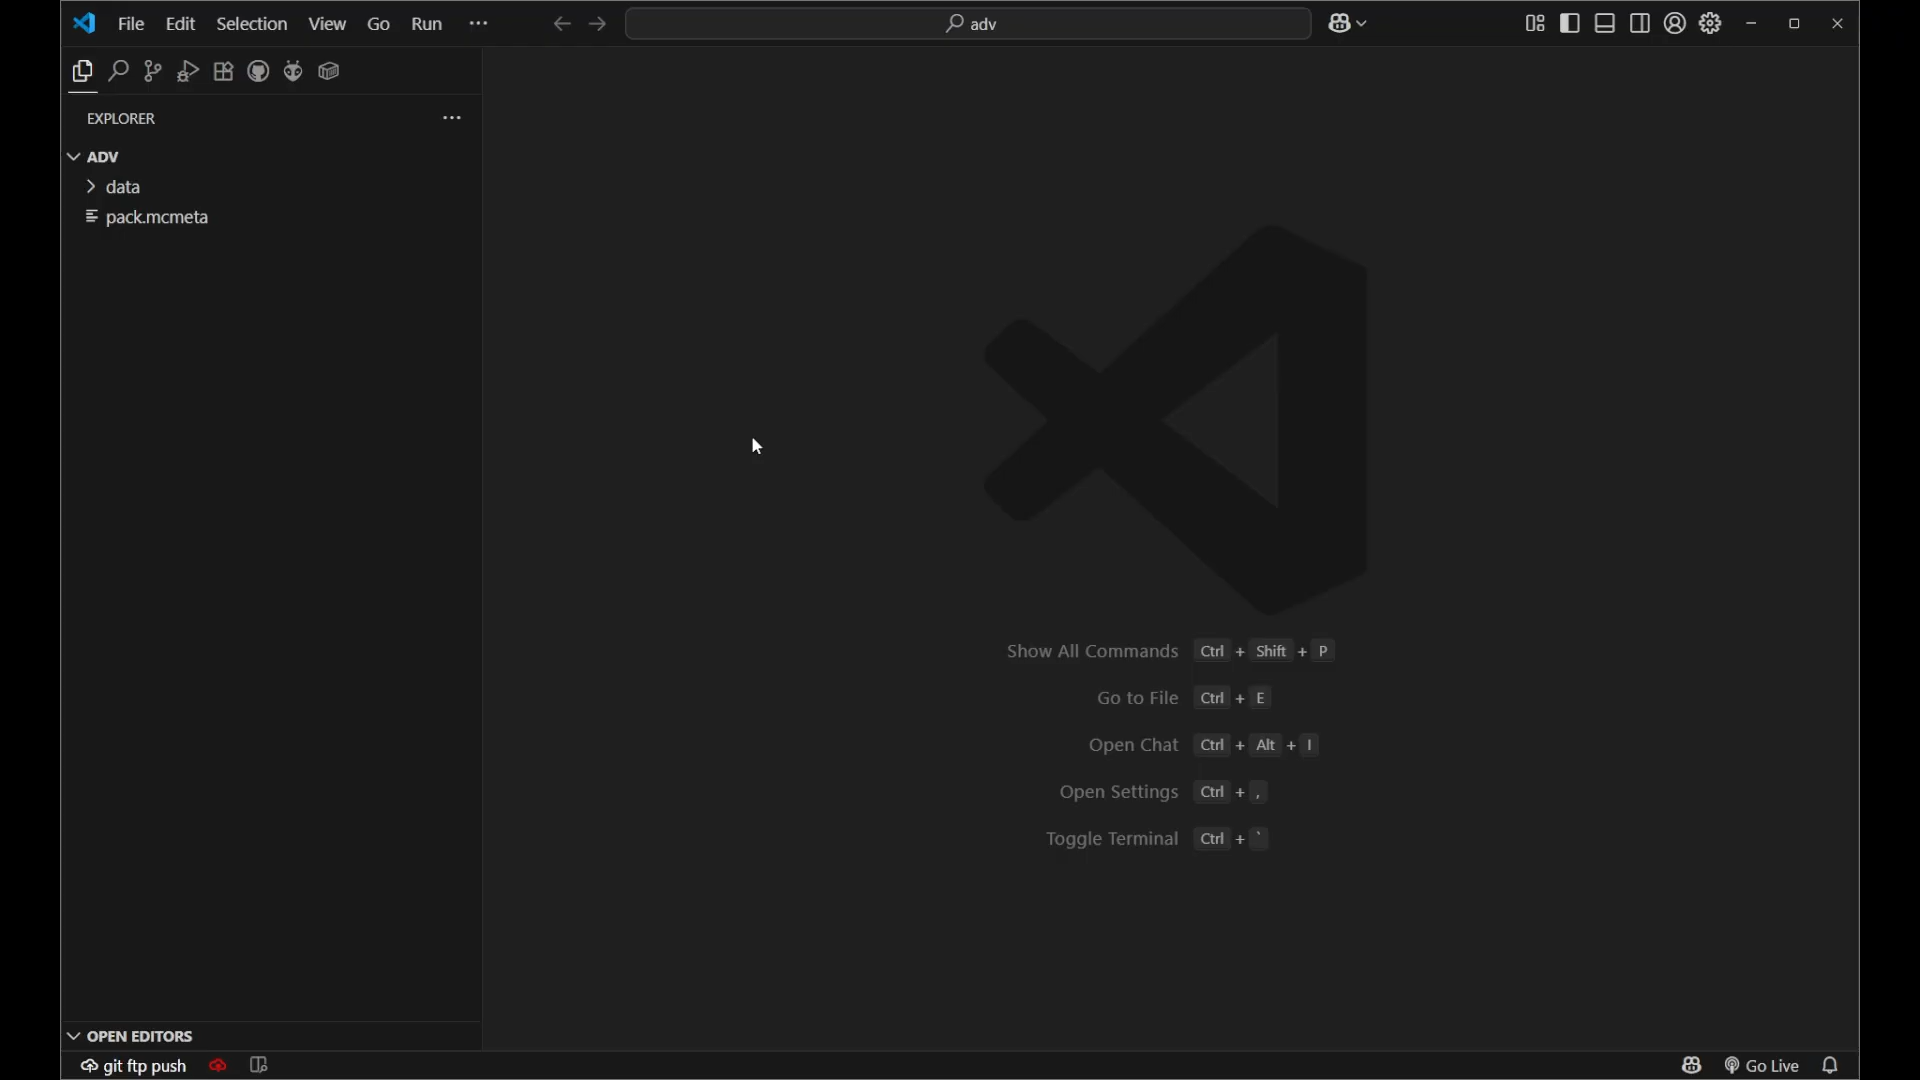 File Edit Selection View Go Run ···
adv
EXPLORER ···
ADV
data
pack.mcmeta
Show All Commands Ctrl + Shift + P
Go to File Ctrl + E
Open Chat Ctrl + Alt + I
Open Settings Ctrl + ,
Toggle Terminal Ctrl + `
OPEN EDITORS
git ftp push
Go Live